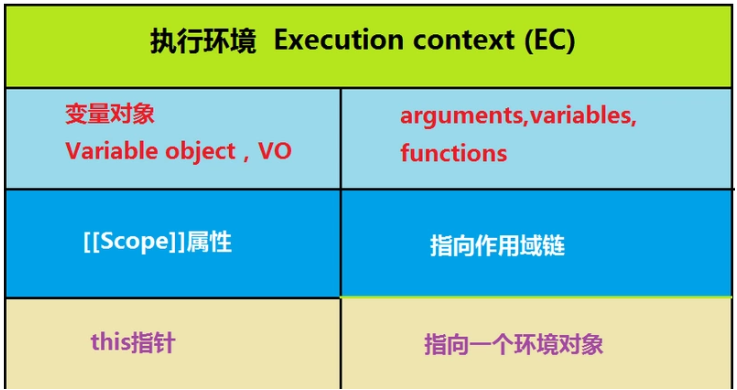 执行环境 Execution context (EC)
变量对象
Variable object，VO
arguments,variables,
functions
[[Scope]]属性
指向作用域链
this指针
指向一个环境对象